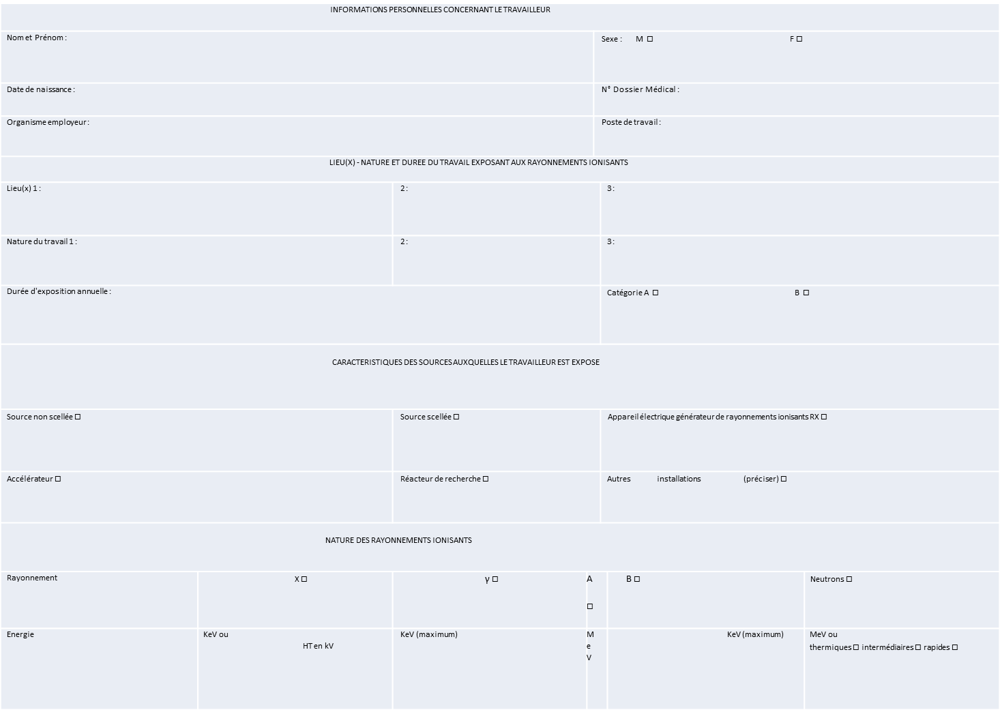 INFORMATIONS PERSONNELLES CONCERNANT LE TRAVAILLEUR
Nom et Prénom :
Sexe : M □ F □
Date de naissance :
N° Dossier Médical :
Organisme employeur :
Poste de travail :
LIEU(X) - NATURE ET DUREE DU TRAVAIL EXPOSANT AUX RAYONNEMENTS IONISANTS
Lieu(x) 1 :
2 :
3 :
Nature du travail 1 :
2 :
3 :
Durée d'exposition annuelle :
Catégorie A □ B □
CARACTERISTIQUES DES SOURCES AUXQUELLES LE TRAVAILLEUR EST EXPOSE
Source non scellée □
Source scellée □
Appareil électrique générateur de rayonnements ionisants RX □
Accélérateur □
Réacteur de recherche □
Autres installations (préciser) □
NATURE DES RAYONNEMENTS IONISANTS
Rayonnement
X □
γ □
A
□
B □
Neutrons □
Energie
KeV ou
HT en kV
KeV (maximum)
M
e
V
KeV (maximum)
MeV ou
thermiques □ intermédiaires □ rapides □